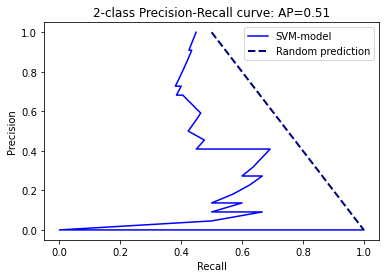 2-class Precision-Recall curve: AP=0.51
SVM-model
Random prediction
Precision
1.0
0.8
0.6
0.4
0.2
0.0
0.0 0.2 0.4 0.6 0.8 1.0
Recall